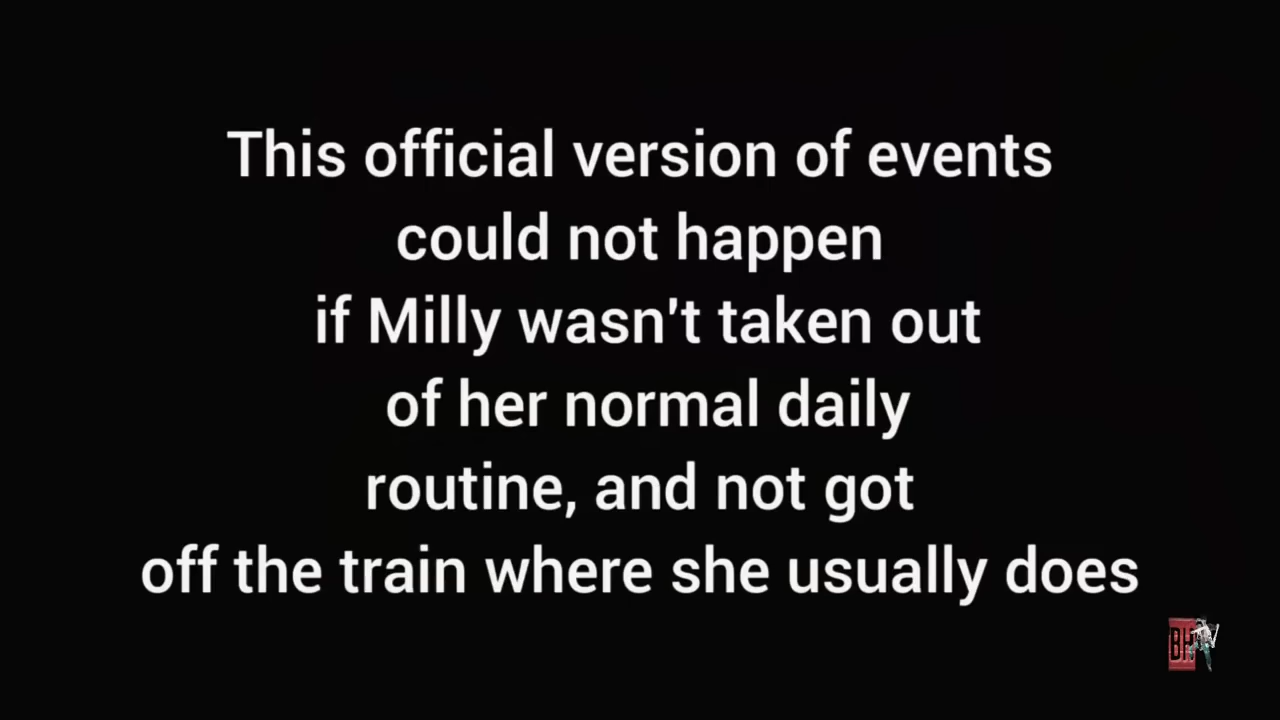 This official version of events
could not happen
if Milly wasn't taken out
of her normal daily
routine, and not got
off the train where she usually does
BH